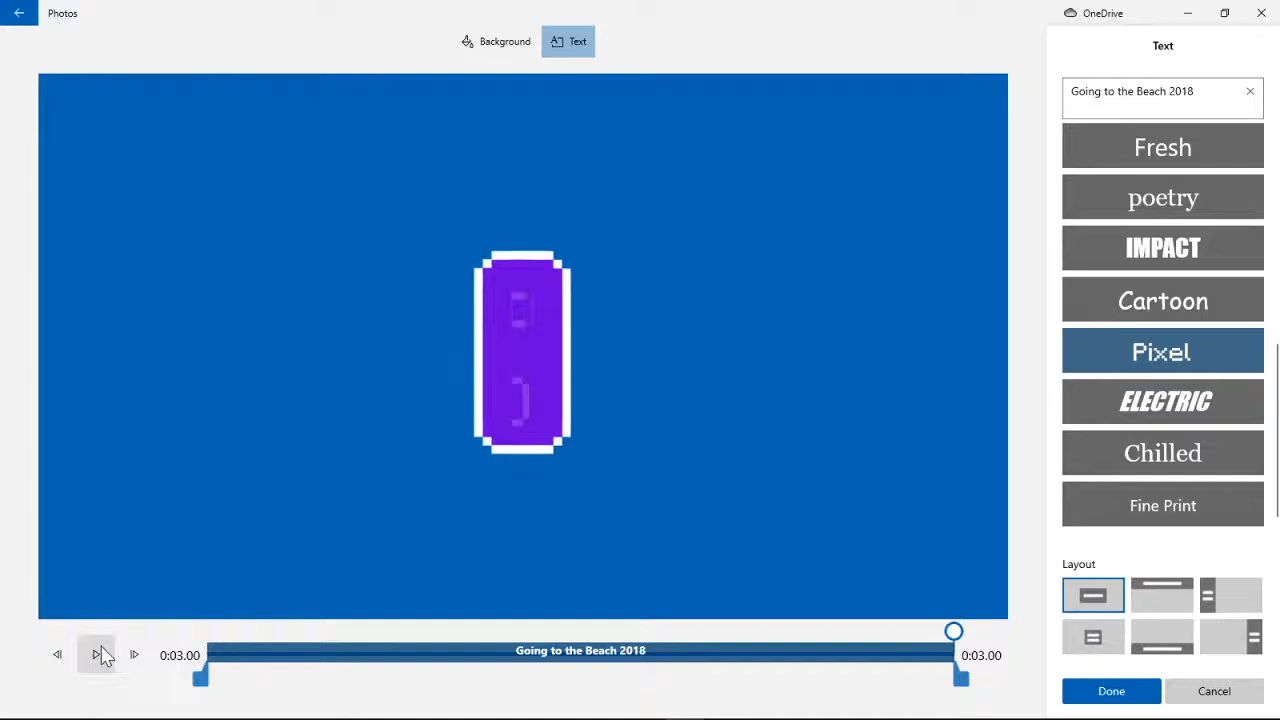 Photos
OneDrive
Background
Text
Text
Going to the Beach 2018
Fresh
poetry
IMPACT
Cartoon
Pixel
ELECTRIC
Chilled
Fine Print
Layout
0:03.00
Going to the Beach 2018
0:03.00
Done
Cancel